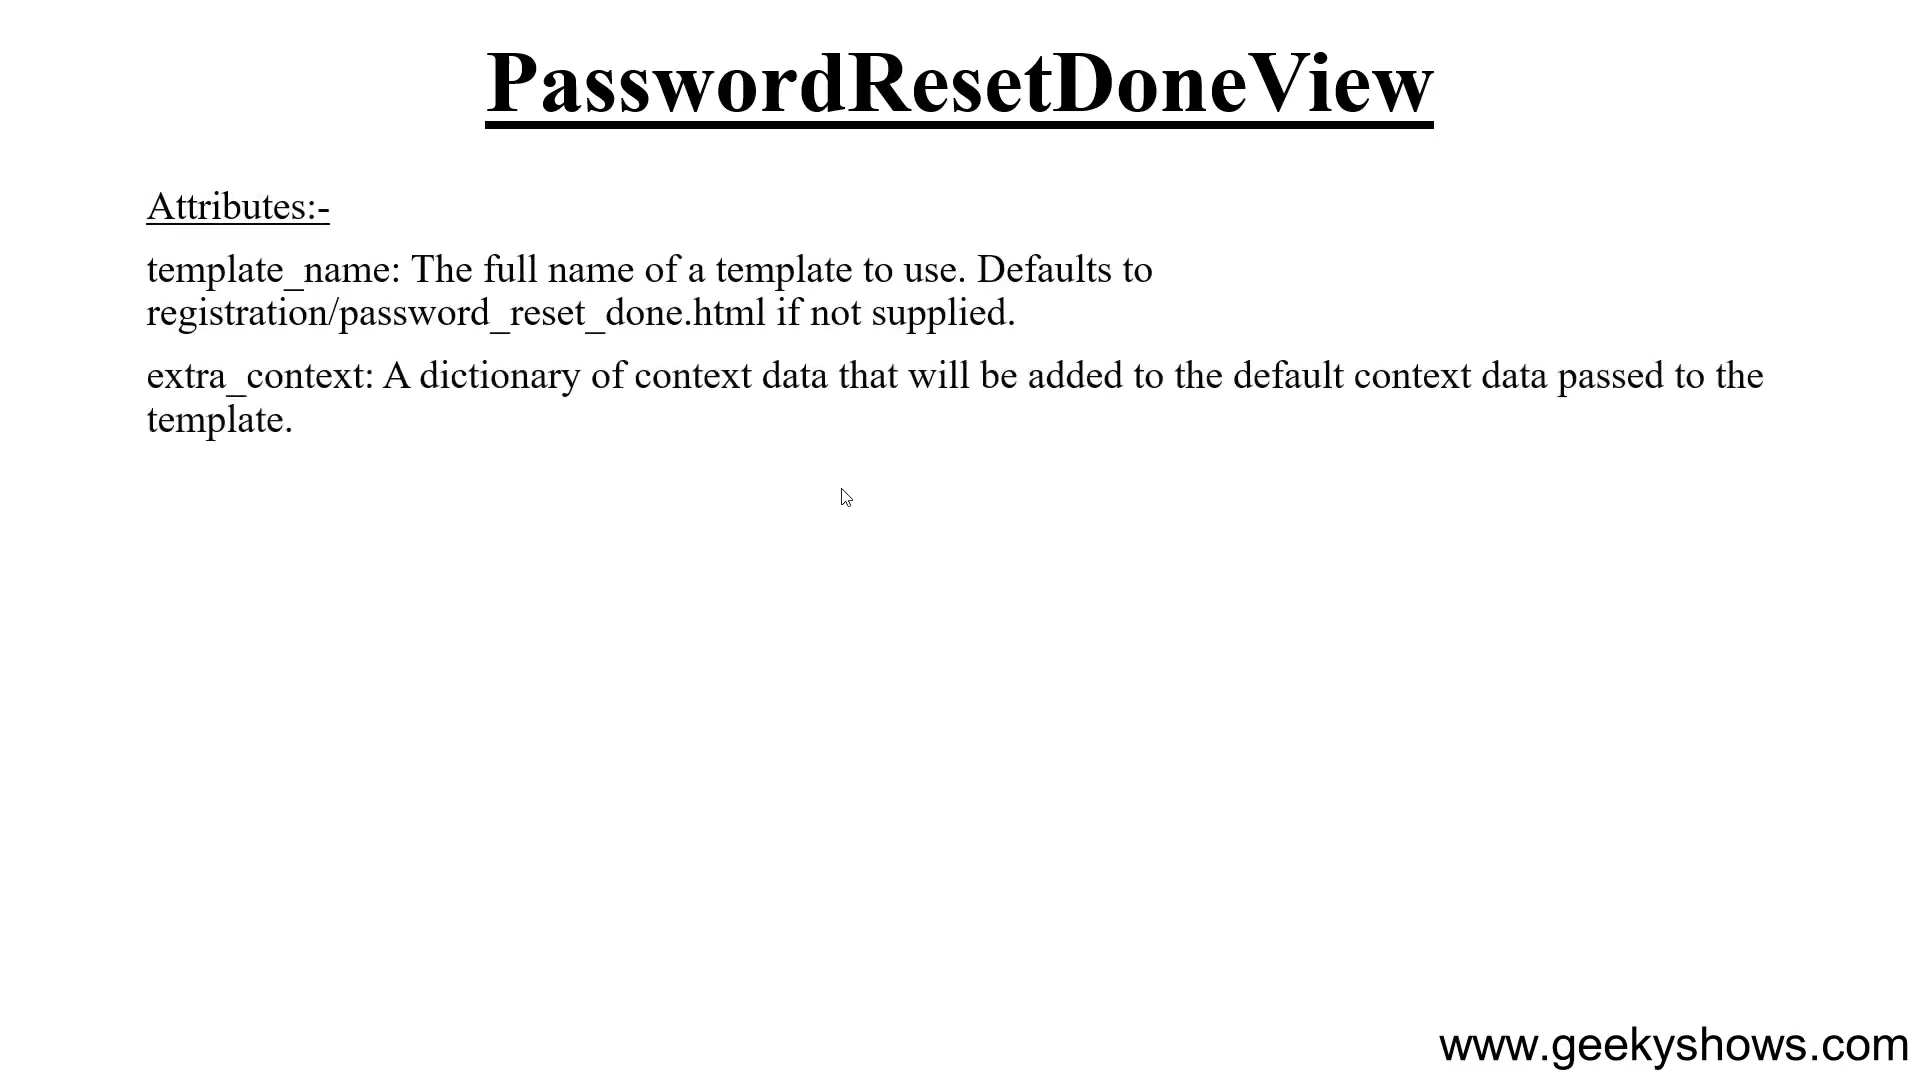 PasswordResetDoneView
Attributes:-
template_name: The full name of a template to use. Defaults to
registration/password_reset_done.html if not supplied.
extra_context: A dictionary of context data that will be added to the default context data passed to the
template.
www.geekyshows.com